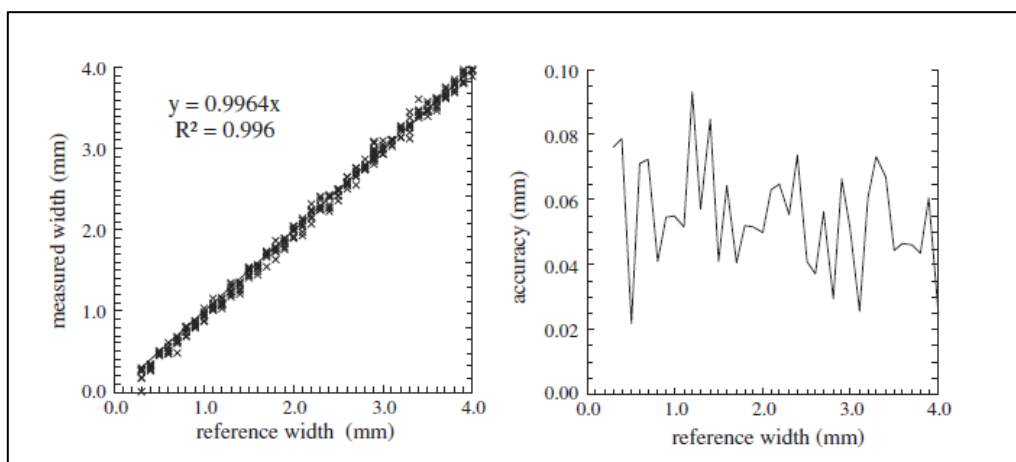 4.0
3.0
2.0
1.0
0.0
measured width (mm)
y = 0.9964x
R² = 0.996
0.0 1.0 2.0 3.0 4.0
reference width (mm)
0.10
0.08
0.06
0.04
0.02
0.00
accuracy (mm)
0.0 1.0 2.0 3.0 4.0
reference width (mm)